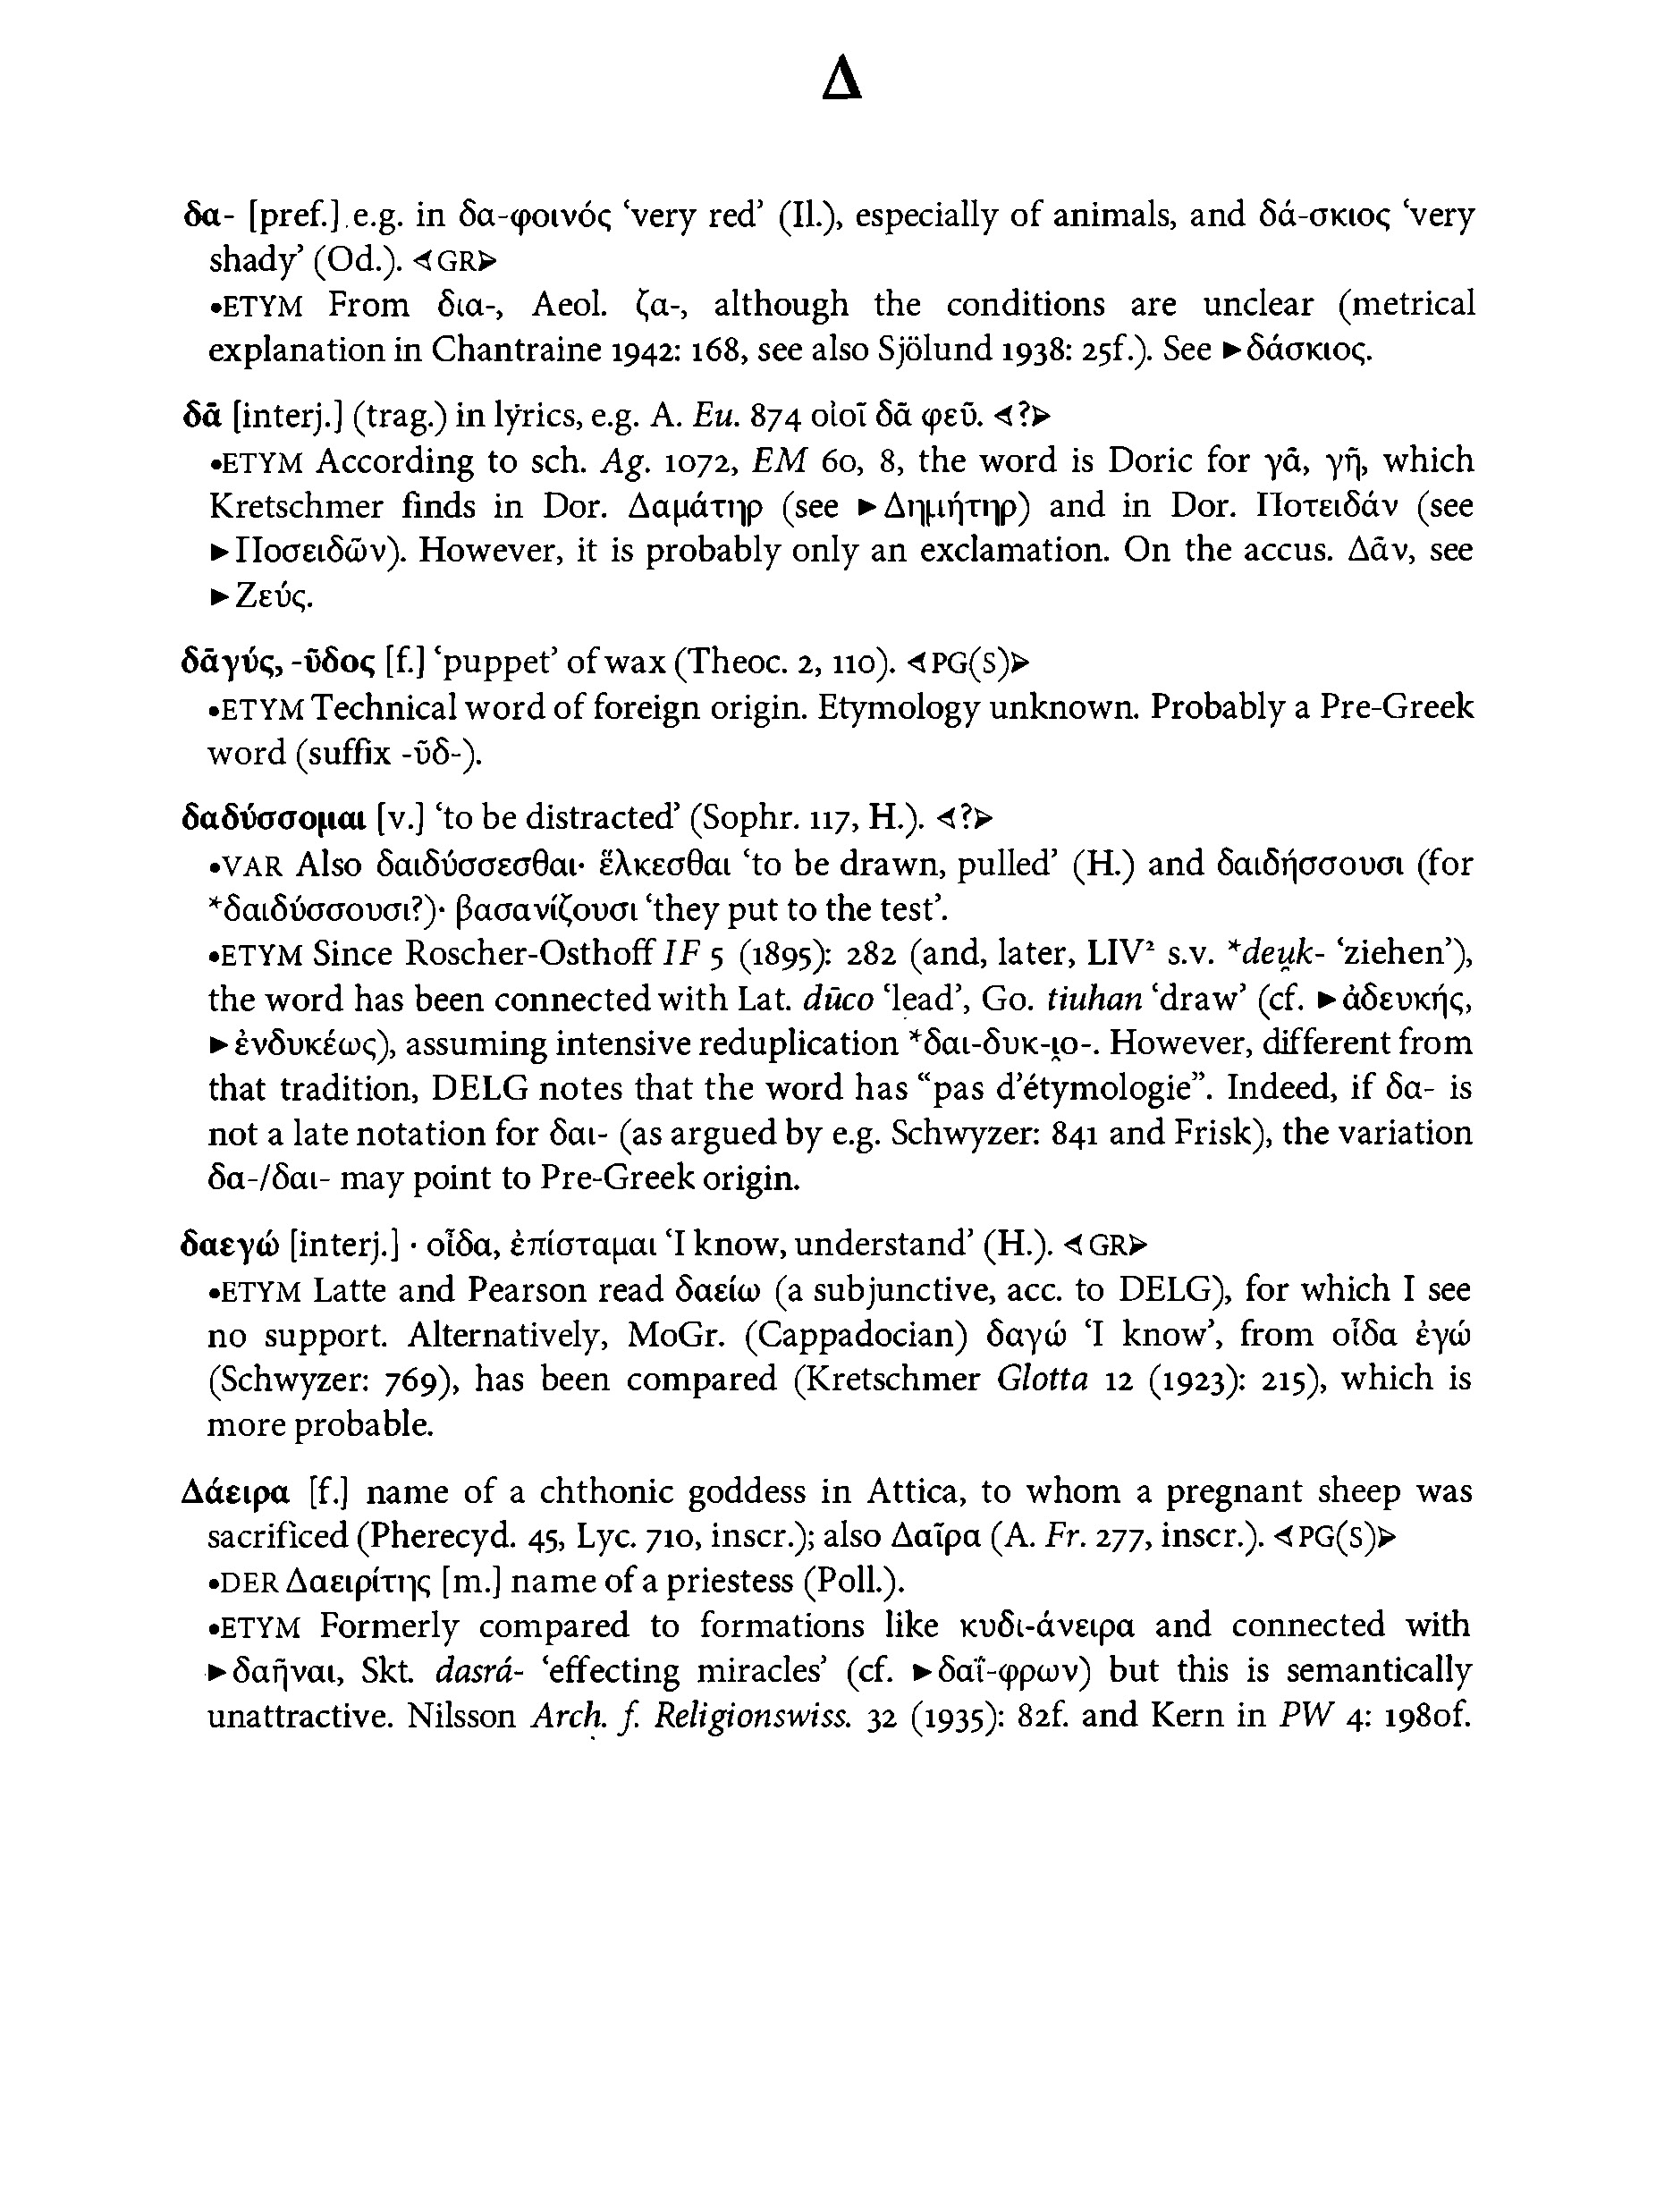 Δ
δα- [pref.] e.g. in δα-φοινός ‘very red’ (Il.), especially of animals, and δά-σκιος ‘very
shady’ (Od.). ⊲GR⊳
•ETYM From δια-, Aeol. ζα-, although the conditions are unclear (metrical
explanation in Chantraine 1942: 168, see also Sjölund 1938: 25f.). See ►δάσκιος.
δᾶ [interj.] (trag.) in lyrics, e.g. A. Eu. 874 οἰοῖ δᾶ φεῦ. ⊲?⊳
•ETYM According to sch. Ag. 1072, EM 60, 8, the word is Doric for γᾶ, γῆ, which
Kretschmer finds in Dor. Δαμάτηρ (see ►Δημήτηρ) and in Dor. Ποτειδάν (see
►Ποσειδῶν). However, it is probably only an exclamation. On the accus. Δᾶν, see
►Ζεύς.
δᾱγύς, -ῦδος [f.] ‘puppet’ of wax (Theoc. 2, 110). ⊲PG(S)⊳
•ETYM Technical word of foreign origin. Etymology unknown. Probably a Pre-Greek
word (suffix -ῡδ-).
δαδύσσομαι [v.] ‘to be distracted’ (Sophr. 117, H.). ⊲?⊳
•VAR Also δαιδύσσεσθαι· ἕλκεσθαι ‘to be drawn, pulled’ (H.) and δαιδήσσουσι (for
*δαιδύσσουσι?)· βασανίζουσι ‘they put to the test’.
•ETYM Since Roscher-Osthoff IF 5 (1895): 282 (and, later, LIV² s.v. *deu̯k- ‘ziehen’),
the word has been connected with Lat. dūco ‘lead’, Go. tiuhan ‘draw’ (cf. ►ἀδευκής,
►ἐνδυκέως), assuming intensive reduplication *δαι-δυκ-ι̯ο-. However, different from
that tradition, DELG notes that the word has “pas d’étymologie”. Indeed, if δα- is
not a late notation for δαι- (as argued by e.g. Schwyzer: 841 and Frisk), the variation
δα-/δαι- may point to Pre-Greek origin.
δαεγώ [interj.] · οἶδα, ἐπίσταμαι ‘I know, understand’ (H.). ⊲GR⊳
•ETYM Latte and Pearson read δαείω (a subjunctive, acc. to DELG), for which I see
no support. Alternatively, MoGr. (Cappadocian) δαγώ ‘I know’, from οἶδα ἐγώ
(Schwyzer: 769), has been compared (Kretschmer Glotta 12 (1923): 215), which is
more probable.
Δάειρα [f.] name of a chthonic goddess in Attica, to whom a pregnant sheep was
sacrificed (Pherecyd. 45, Lyc. 710, inscr.); also Δαῖρα (A. Fr. 277, inscr.). ⊲PG(S)⊳
•DER Δαειρίτης [m.] name of a priestess (Poll.).
•ETYM Formerly compared to formations like κυδι-άνειρα and connected with
►δαῆναι, Skt. dasrá- ‘effecting miracles’ (cf. ►δαΐ-φρων) but this is semantically
unattractive. Nilsson Arch. f. Religionswiss. 32 (1935): 82f. and Kern in PW 4: 1980f.